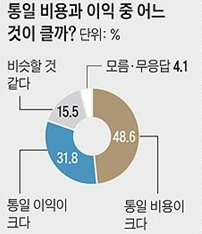 통일 비용과 이익 중 어느
것이 클까? 단위: %
비슷할 것
같다
모름·무응답 4.1
15.5
48.6
31.8
통일 이익이
크다
통일 비용이
크다